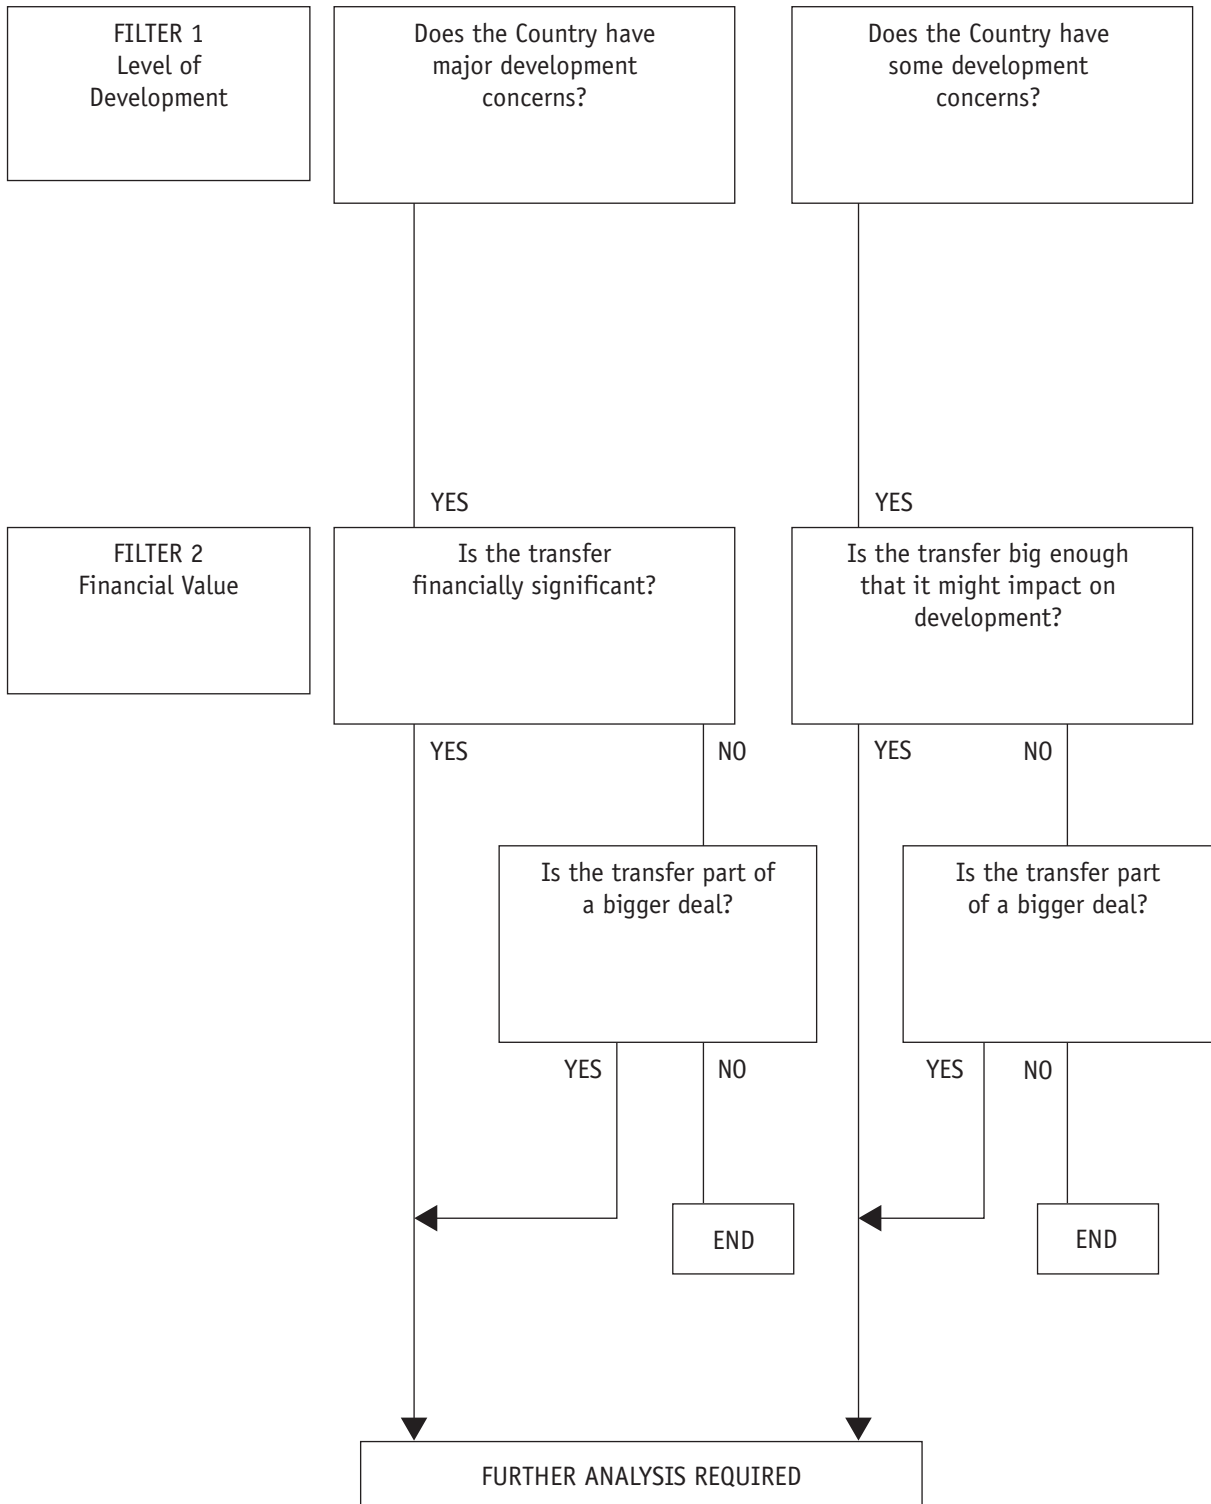 FILTER 1
Level of
Development
Does the Country have
major development
concerns?
Does the Country have
some development
concerns?
YES
YES
FILTER 2
Financial Value
Is the transfer
financially significant?
Is the transfer big enough
that it might impact on
development?
YES
NO
YES
NO
Is the transfer part of
a bigger deal?
Is the transfer part
of a bigger deal?
YES
NO
YES
NO
END
END
FURTHER ANALYSIS REQUIRED